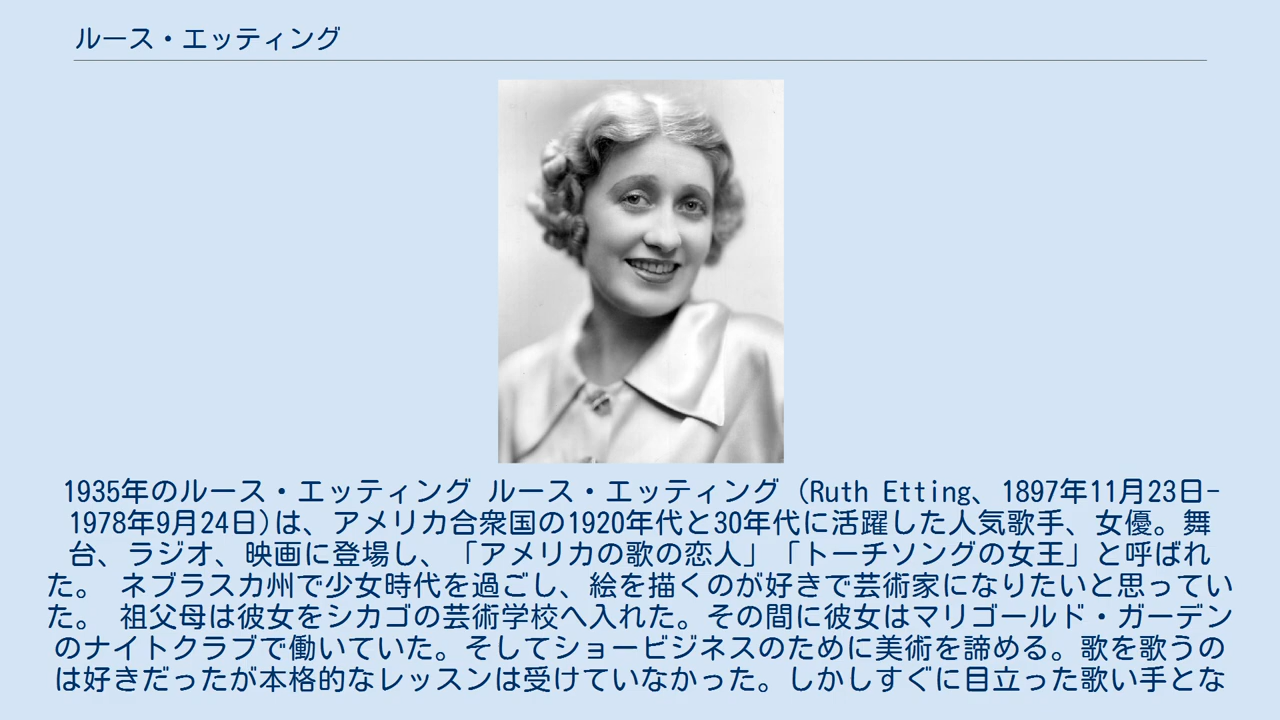 ルース・エッティング
1935年のルース・エッティング ルース・エッティング（Ruth Etting、1897年11月23日-
1978年9月24日)は、アメリカ合衆国の1920年代と30年代に活躍した人気歌手、女優。舞
台、ラジオ、映画に登場し、「アメリカの歌の恋人」「トーチソングの女王」と呼ばれ
た。 ネブラスカ州で少女時代を過ごし、絵を描くのが好きで芸術家になりたいと思ってい
た。 祖父母は彼女をシカゴの芸術学校へ入れた。その間に彼女はマリゴールド・ガーデン
のナイトクラブで働いていた。そしてショービジネスのために美術を諦める。歌を歌うの
は好きだったが本格的なレッスンは受けていなかった。しかしすぐに目立った歌い手とな